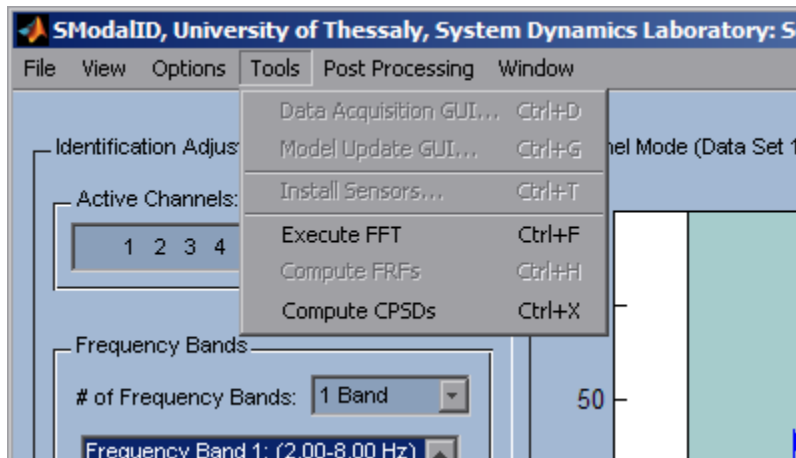 SModalID, University of Thessaly, System Dynamics Laboratory: S
File View Options Tools Post Processing Window
Data Acquisition GUI... Ctrl+D
Identification Adjus
Model Update GUI... Ctrl+G
nel Mode (Data Set 1
Active Channels:
Install Sensors... Ctrl+T
1 2 3 4
Execute FFT Ctrl+F
Compute FRFs Ctrl+H
Compute CPSDs Ctrl+X
Frequency Bands
# of Frequency Bands: 1 Band
50
Frequency Band 1: (2.00-8.00 Hz)